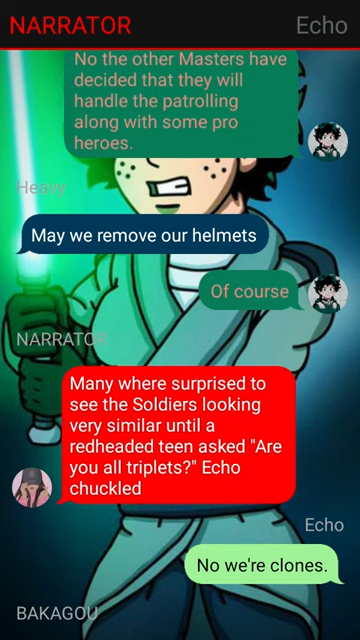 NARRATOR Echo
No the other Masters have
decided that they will
handle the patrolling
along with some pro
heroes.
Heavy
May we remove our helmets
Of course
NARRATOR
Many where surprised to
see the Soldiers looking
very similar until a
redheaded teen asked "Are
you all triplets?" Echo
chuckled
Echo
No we're clones.
BAKAGOU